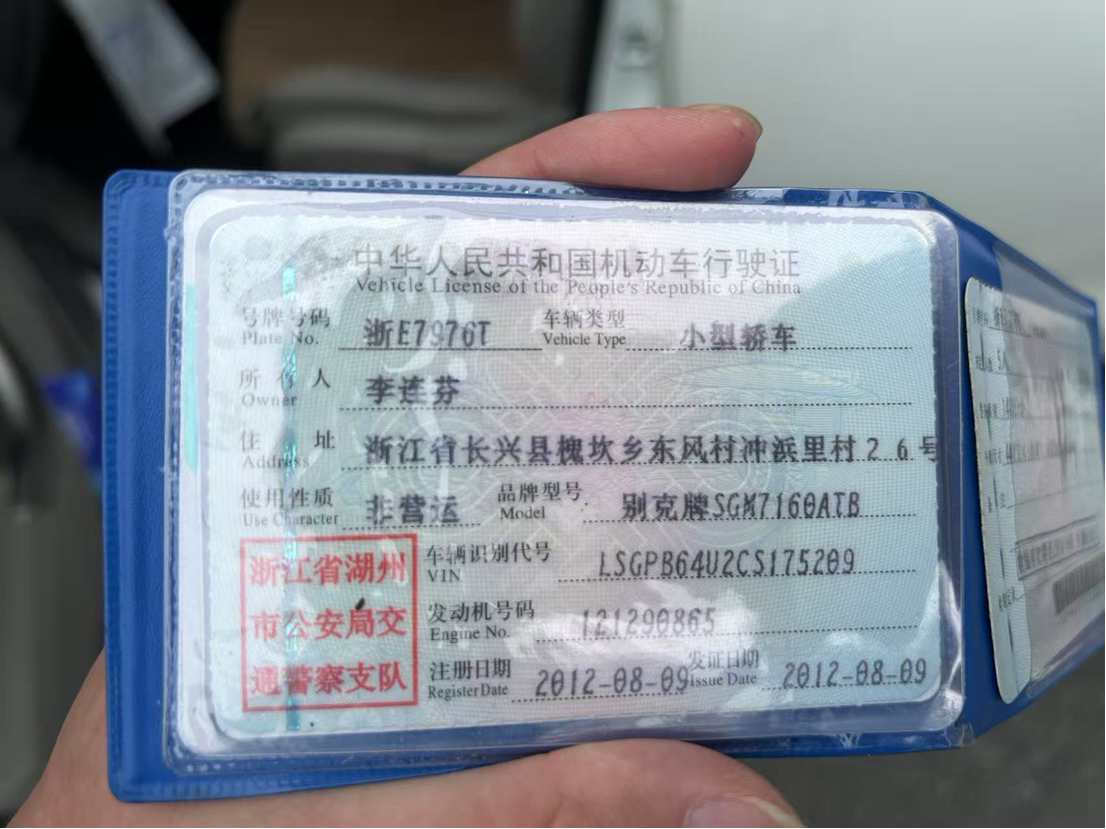 中华人民共和国机动车行驶证
Vehicle License of the People's Republic of China
号牌号码 浙E7976T 车辆类型 小型轿车
Plate No. Vehicle Type
所有人 李连芬
Owner
住址 浙江省长兴县槐坎乡东风村冲浜里村26号
Address
使用性质 非营运 品牌型号 别克牌SGM7160ATB
Use Character Model
浙江省湖州
市公安局交
通警察支队
车辆识别代号 LSGPB64U2CS175209
VIN
发动机号码 121290865
Engine No.
注册日期 2012-08-09 发证日期 2012-08-09
Register Date Issue Date